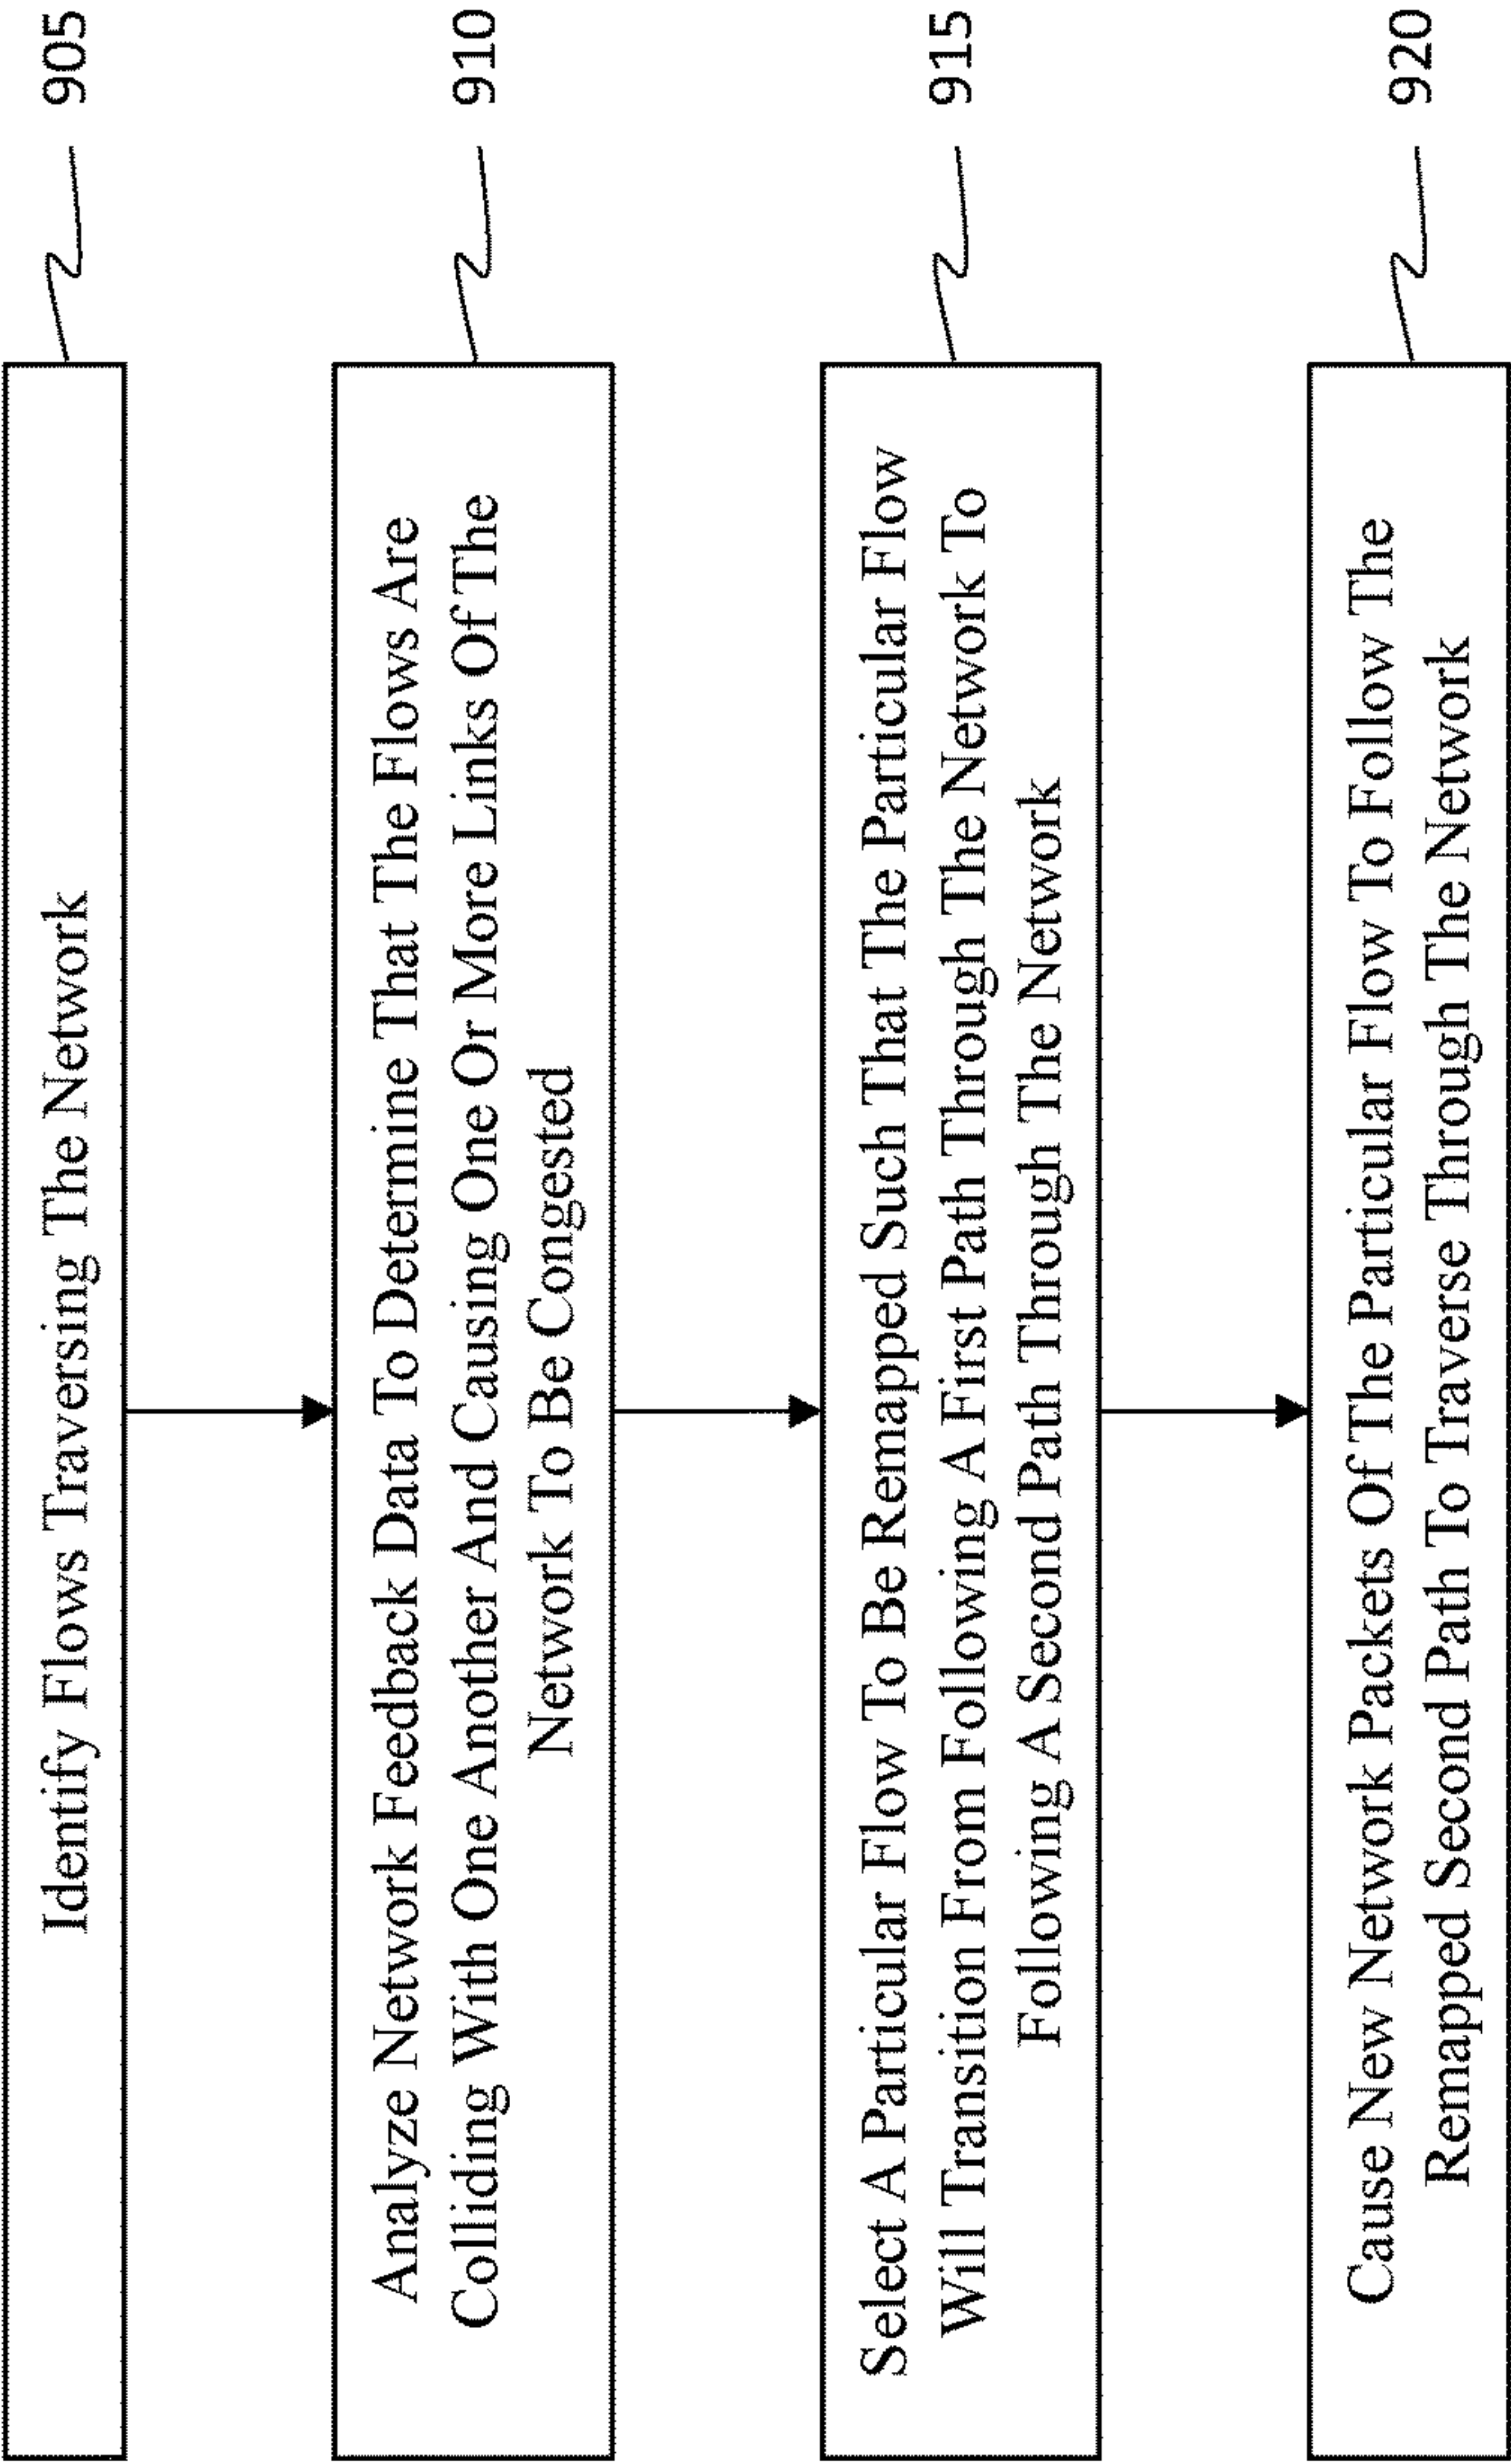 Identify Flows Traversing The Network
905
Analyze Network Feedback Data To Determine That The Flows Are
Colliding With One Another And Causing One Or More Links Of The
Network To Be Congested
910
Select A Particular Flow To Be Remapped Such That The Particular Flow
Will Transition From Following A First Path Through The Network To
Following A Second Path Through The Network
915
Cause New Network Packets Of The Particular Flow To Follow The
Remapped Second Path To Traverse Through The Network
920